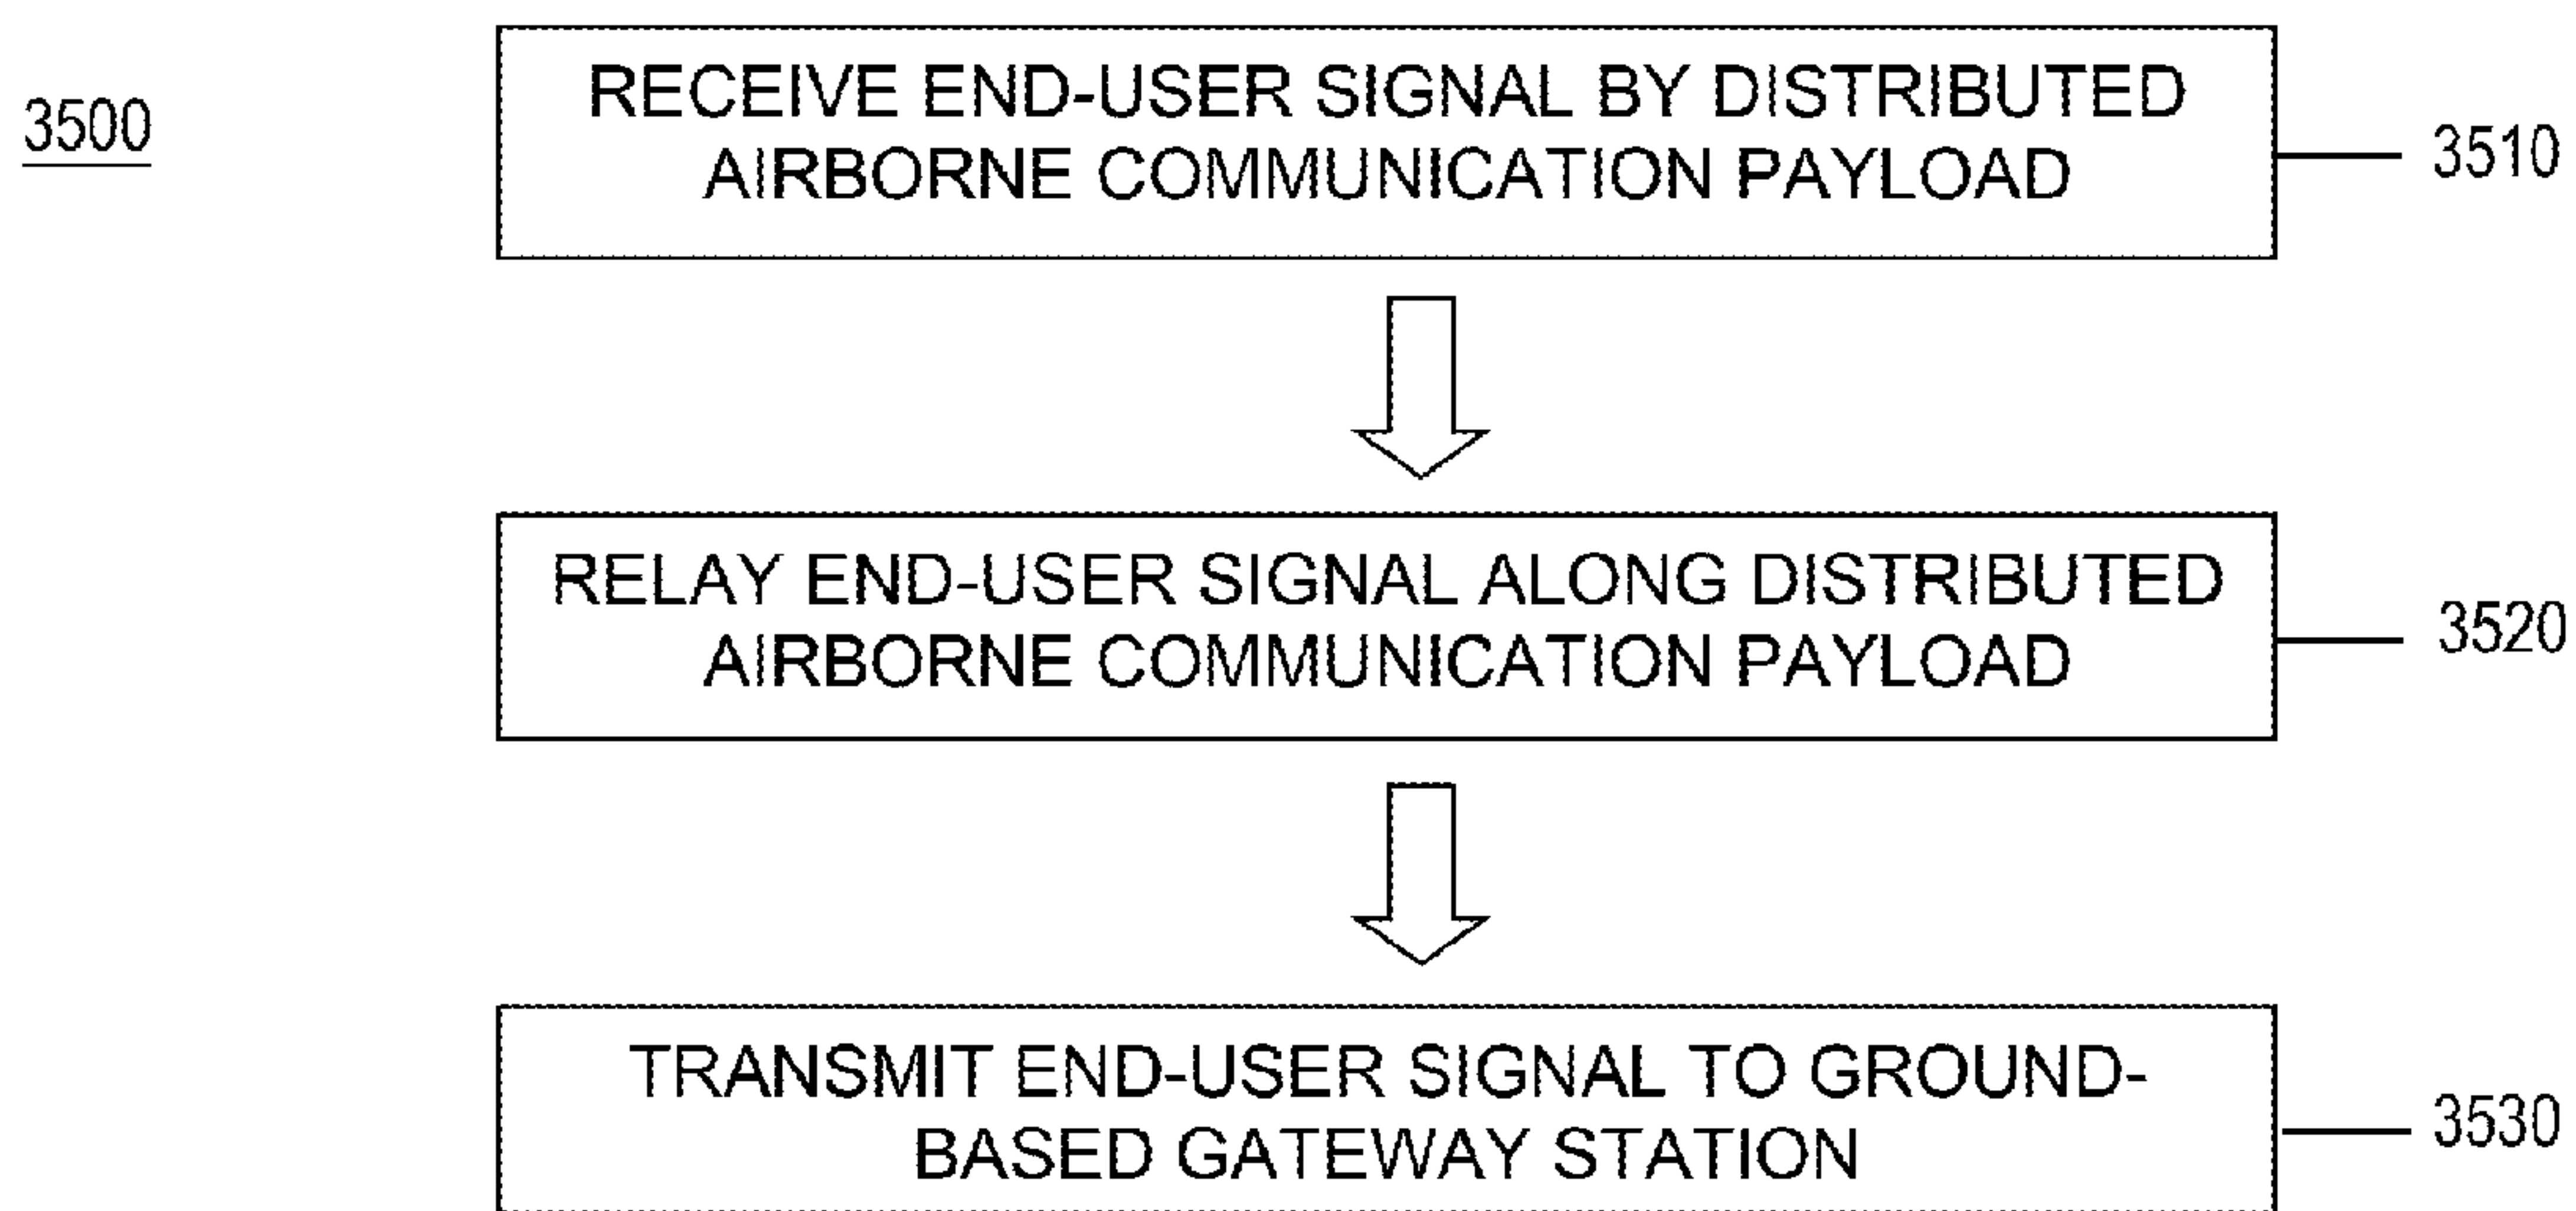 3500
RECEIVE END-USER SIGNAL BY DISTRIBUTED
AIRBORNE COMMUNICATION PAYLOAD
3510
RELAY END-USER SIGNAL ALONG DISTRIBUTED
AIRBORNE COMMUNICATION PAYLOAD
3520
TRANSMIT END-USER SIGNAL TO GROUND-
BASED GATEWAY STATION
3530